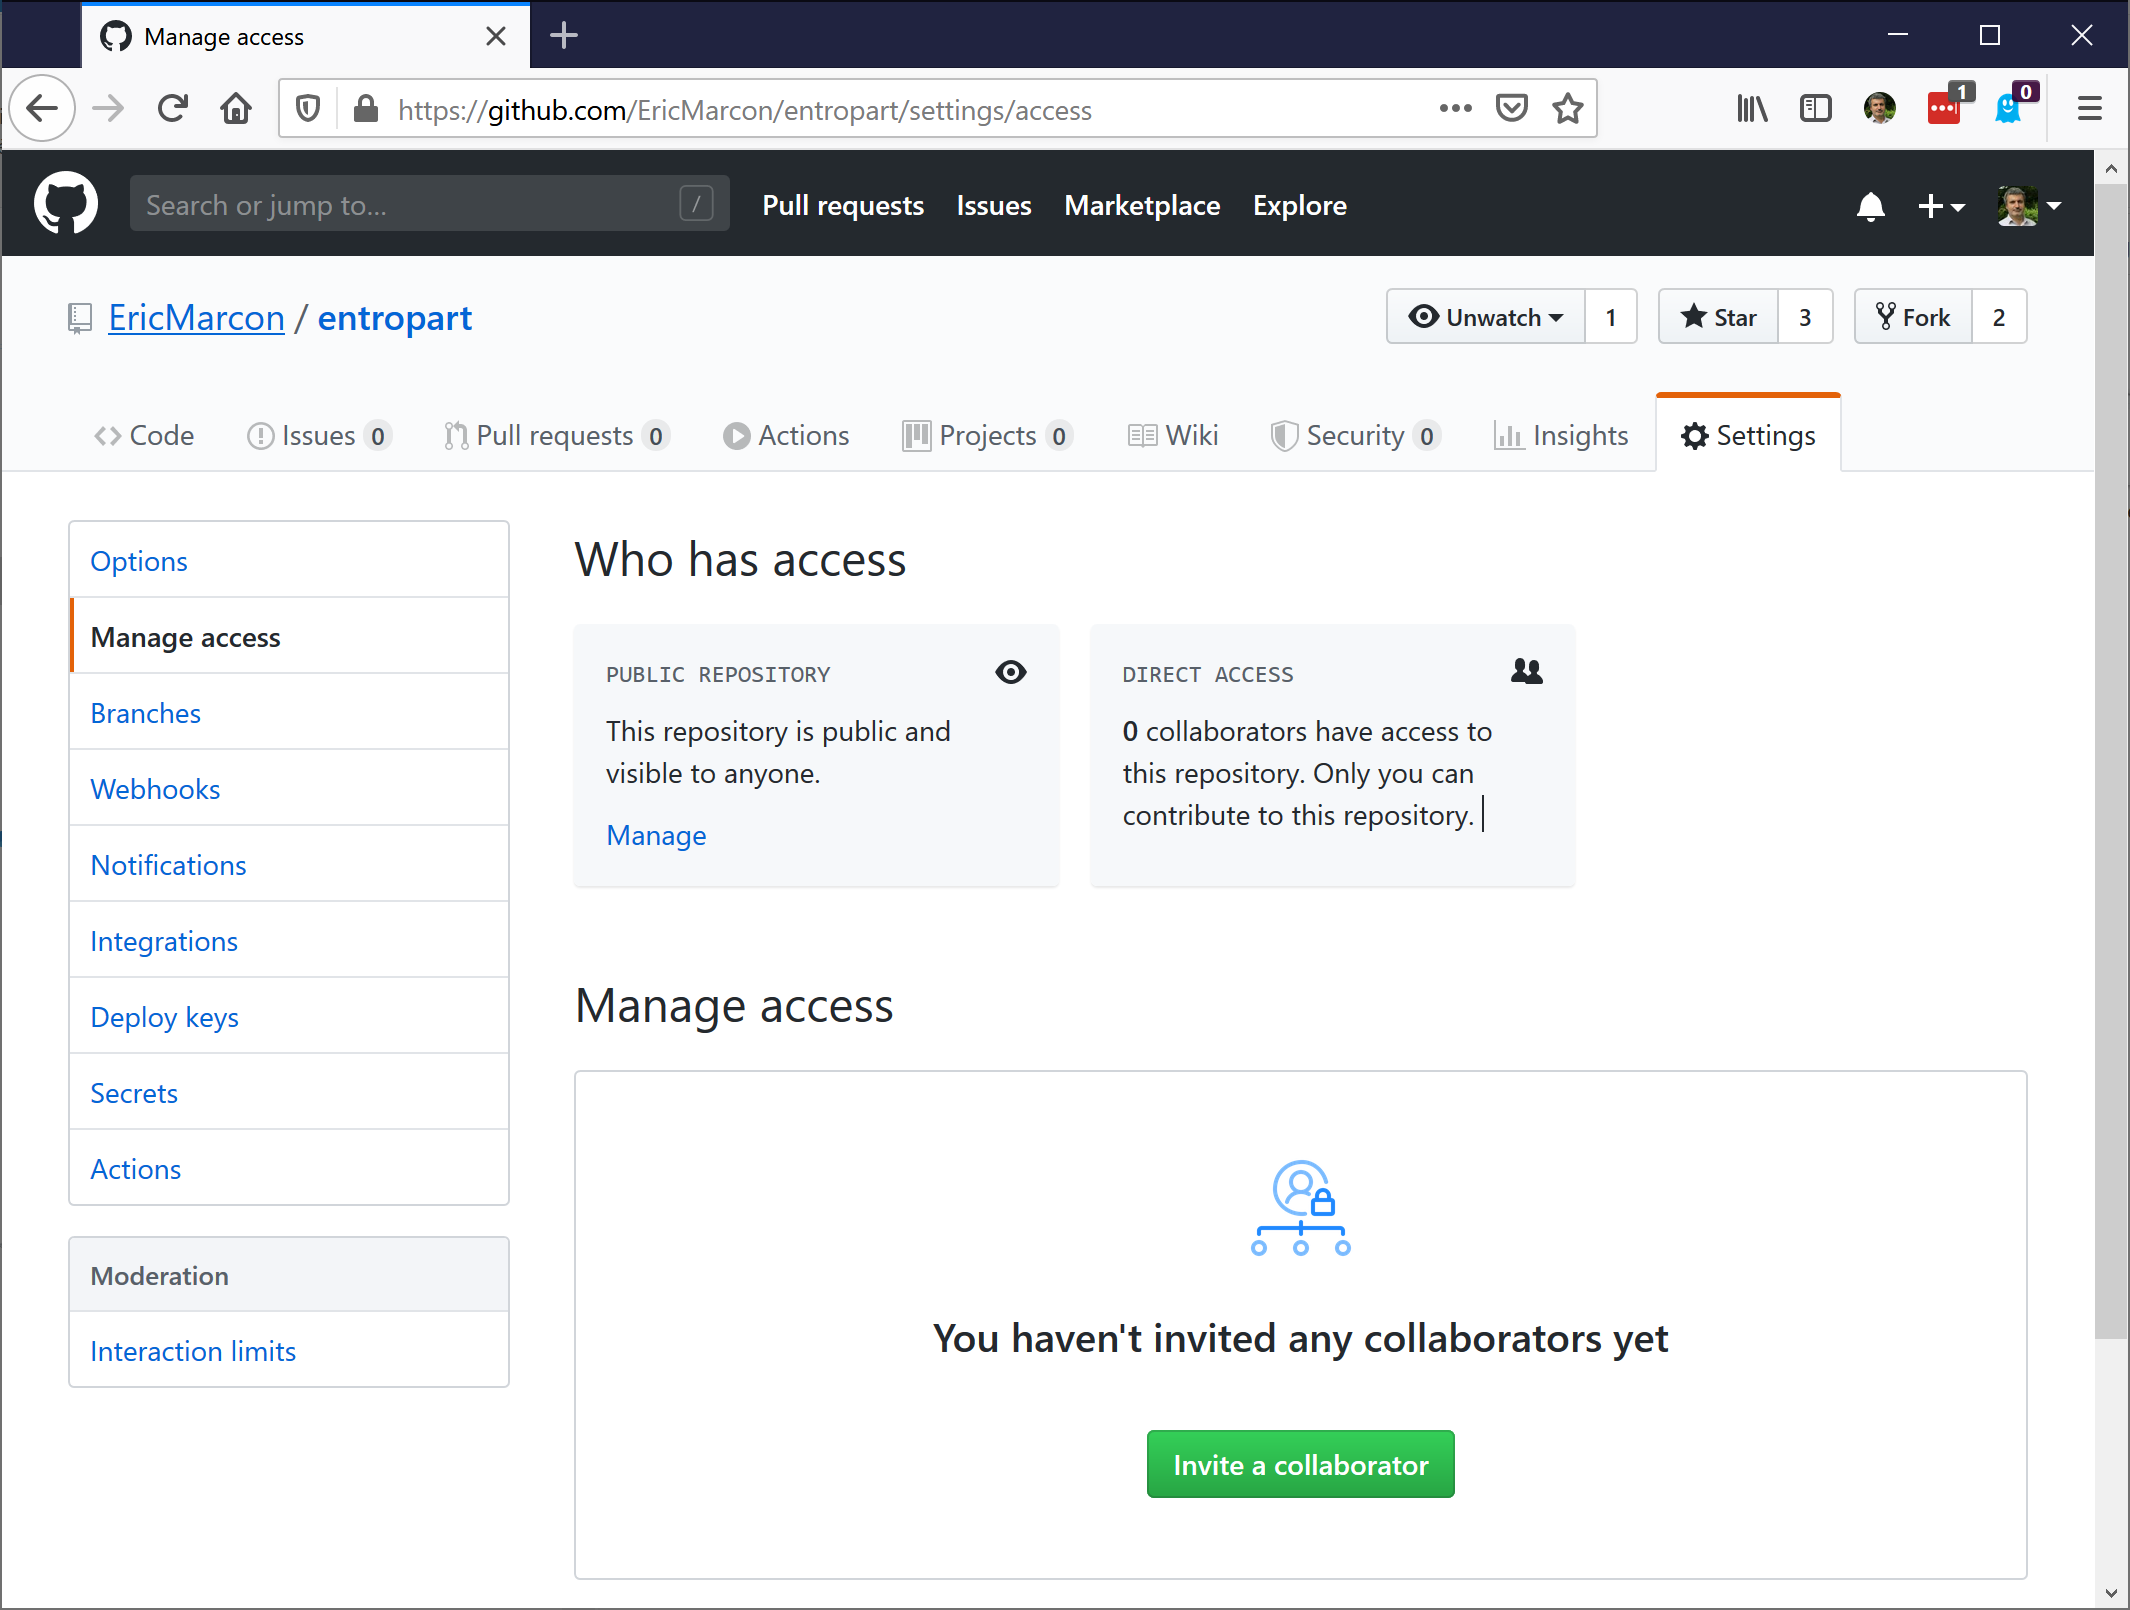 Manage access
https://github.com/EricMarcon/entropart/settings/access
1
0
Search or jump to...
/
Pull requests
Issues
Marketplace
Explore
EricMarcon / entropart
Unwatch 1
Star 3
Fork 2
Code
Issues 0
Pull requests 0
Actions
Projects 0
Wiki
Security 0
Insights
Settings
Options
Manage access
Branches
Webhooks
Notifications
Integrations
Deploy keys
Secrets
Actions
Moderation
Interaction limits
Who has access
PUBLIC REPOSITORY
This repository is public and
visible to anyone.
Manage
DIRECT ACCESS
0 collaborators have access to
this repository. Only you can
contribute to this repository.
Manage access
You haven't invited any collaborators yet
Invite a collaborator